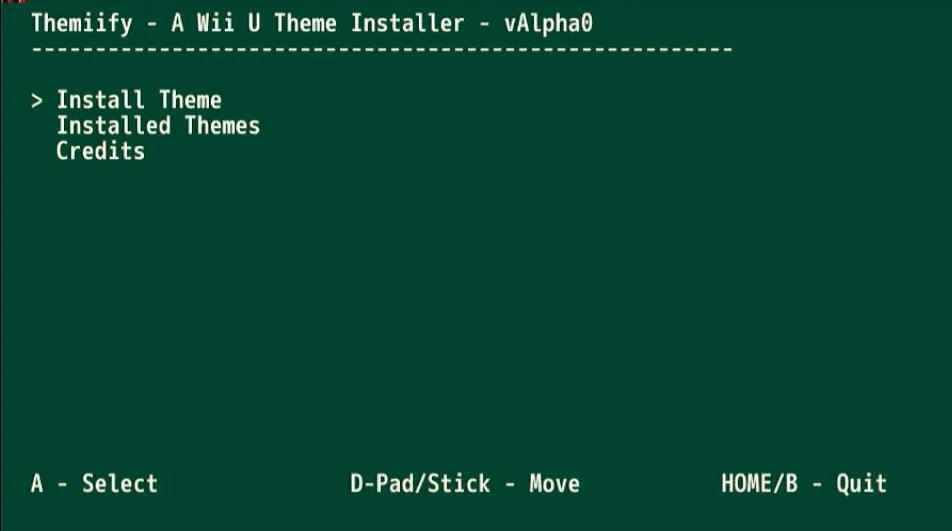 Themiify - A Wii U Theme Installer - vAlpha0
-------------------------------------------------------
> Install Theme
Installed Themes
Credits
A - Select D-Pad/Stick - Move HOME/B - Quit